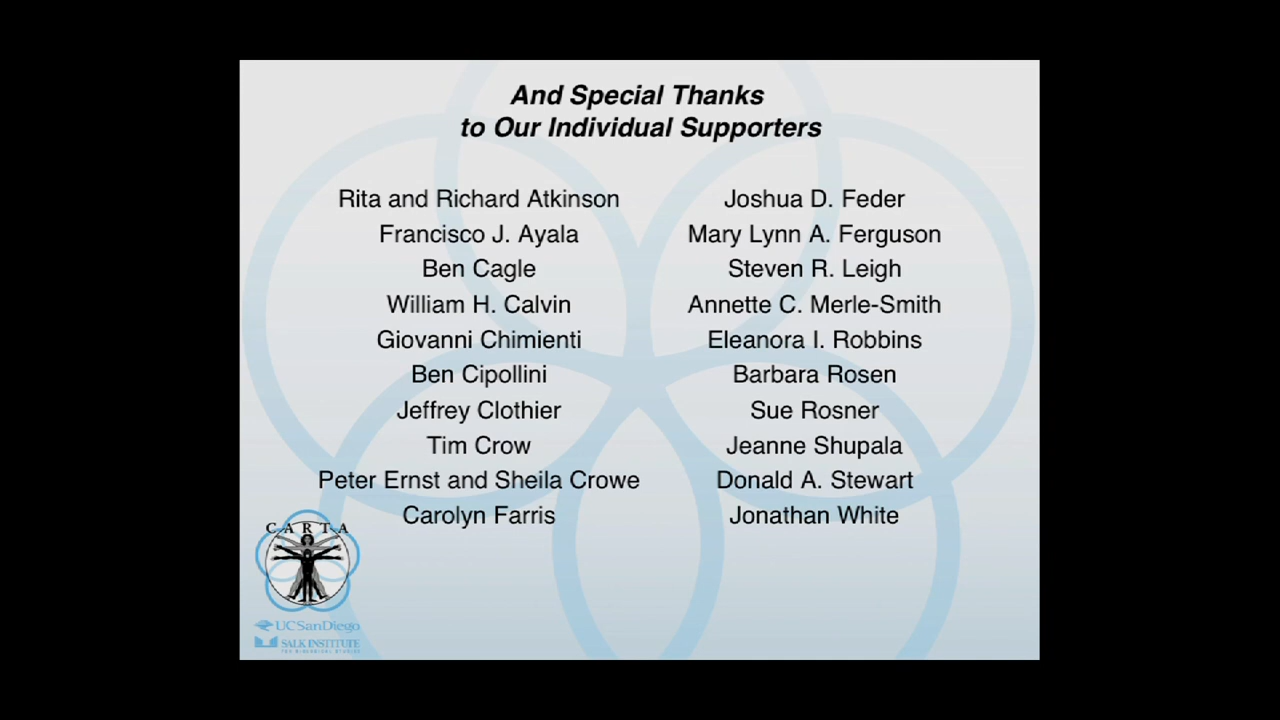 And Special Thanks
to Our Individual Supporters
Rita and Richard Atkinson
Francisco J. Ayala
Ben Cagle
William H. Calvin
Giovanni Chimienti
Ben Cipollini
Jeffrey Clothier
Tim Crow
Peter Ernst and Sheila Crowe
Carolyn Farris
Joshua D. Feder
Mary Lynn A. Ferguson
Steven R. Leigh
Annette C. Merle-Smith
Eleanora I. Robbins
Barbara Rosen
Sue Rosner
Jeanne Shupala
Donald A. Stewart
Jonathan White
CARTA
UCSanDiego
SALK INSTITUTE
FOR BIOLOGICAL STUDIES